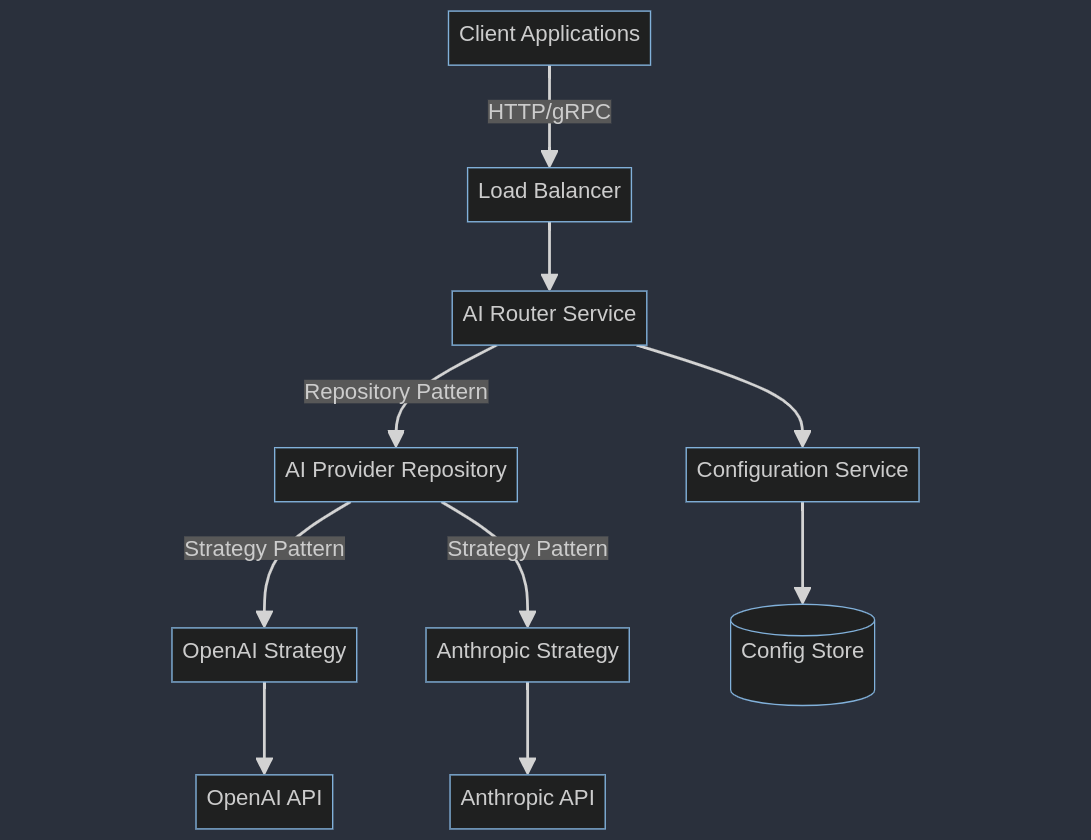 Client Applications
HTTP/gRPC
Load Balancer
AI Router Service
Repository Pattern
AI Provider Repository
Configuration Service
Strategy Pattern
Strategy Pattern
OpenAI Strategy
Anthropic Strategy
Config Store
OpenAI API
Anthropic API